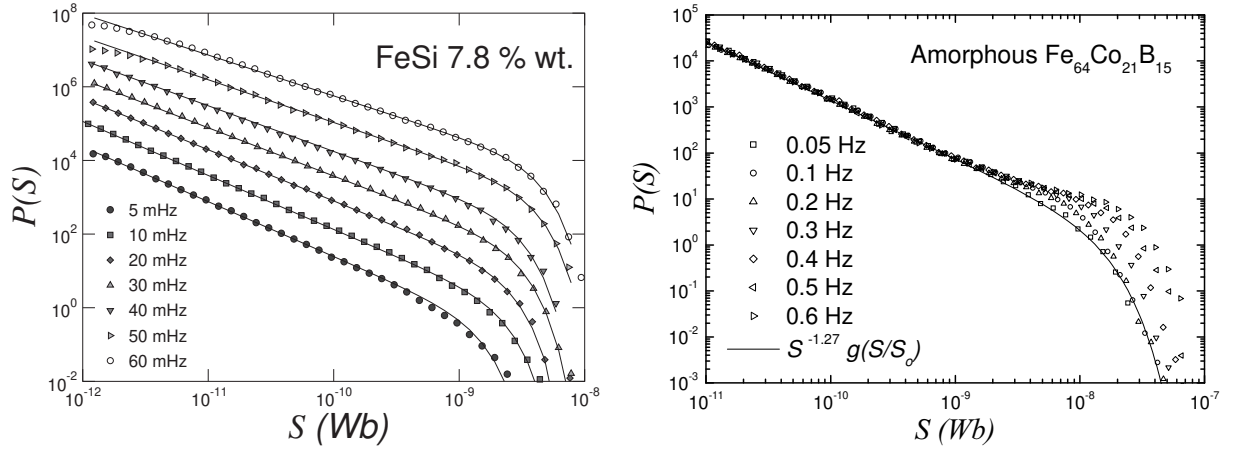 10^8
10^6
10^4
10^2
10^0
10^-2
P(S)
FeSi 7.8 % wt.
5 mHz
10 mHz
20 mHz
30 mHz
40 mHz
50 mHz
60 mHz
10^-12
10^-11
10^-10
10^-9
10^-8
S (Wb)
10^5
10^4
10^3
10^2
10^1
10^0
10^-1
10^-2
10^-3
P(S)
Amorphous Fe64Co21B15
0.05 Hz
0.1 Hz
0.2 Hz
0.3 Hz
0.4 Hz
0.5 Hz
0.6 Hz
S^-1.27 g(S/So)
10^-11
10^-10
10^-9
10^-8
10^-7
S (Wb)